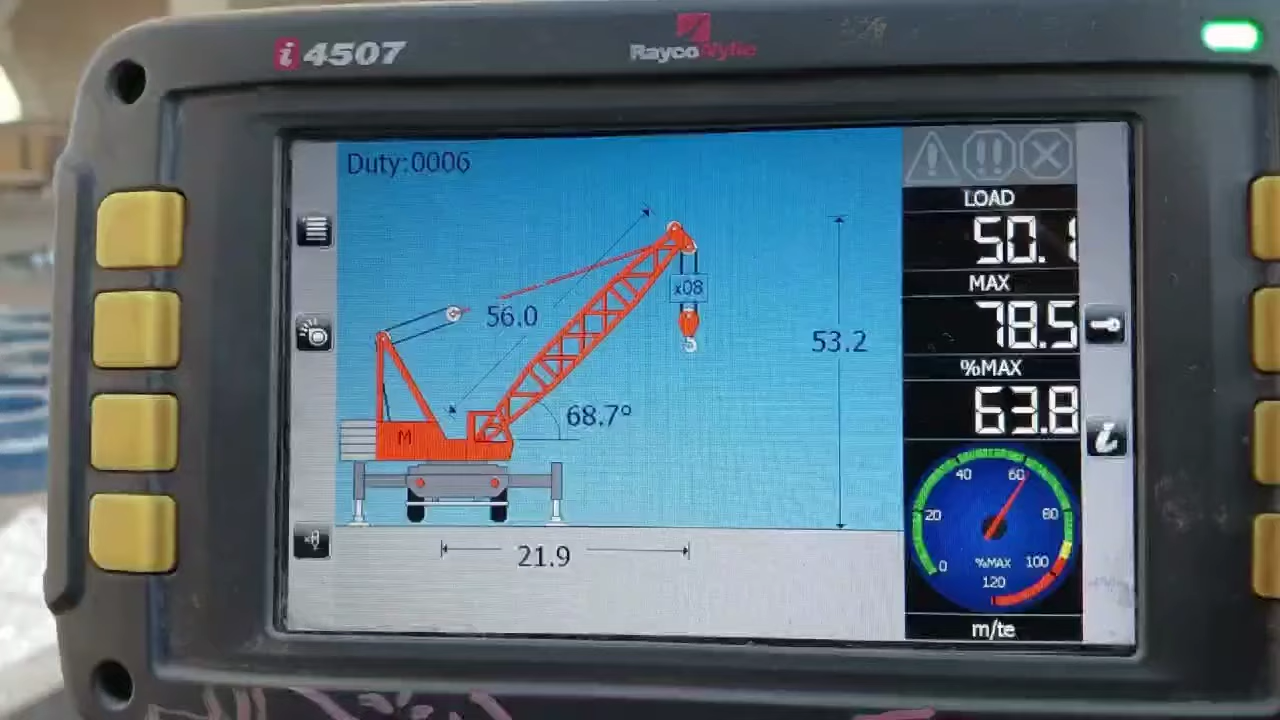 i4507
RaycoWylie
Duty:0006
LOAD
50.1
x08
MAX
56.0
78.5
53.2
%MAX
63.8
68.7°
M
40
60
20
80
21.9
%MAX
100
0
120
m/te
i